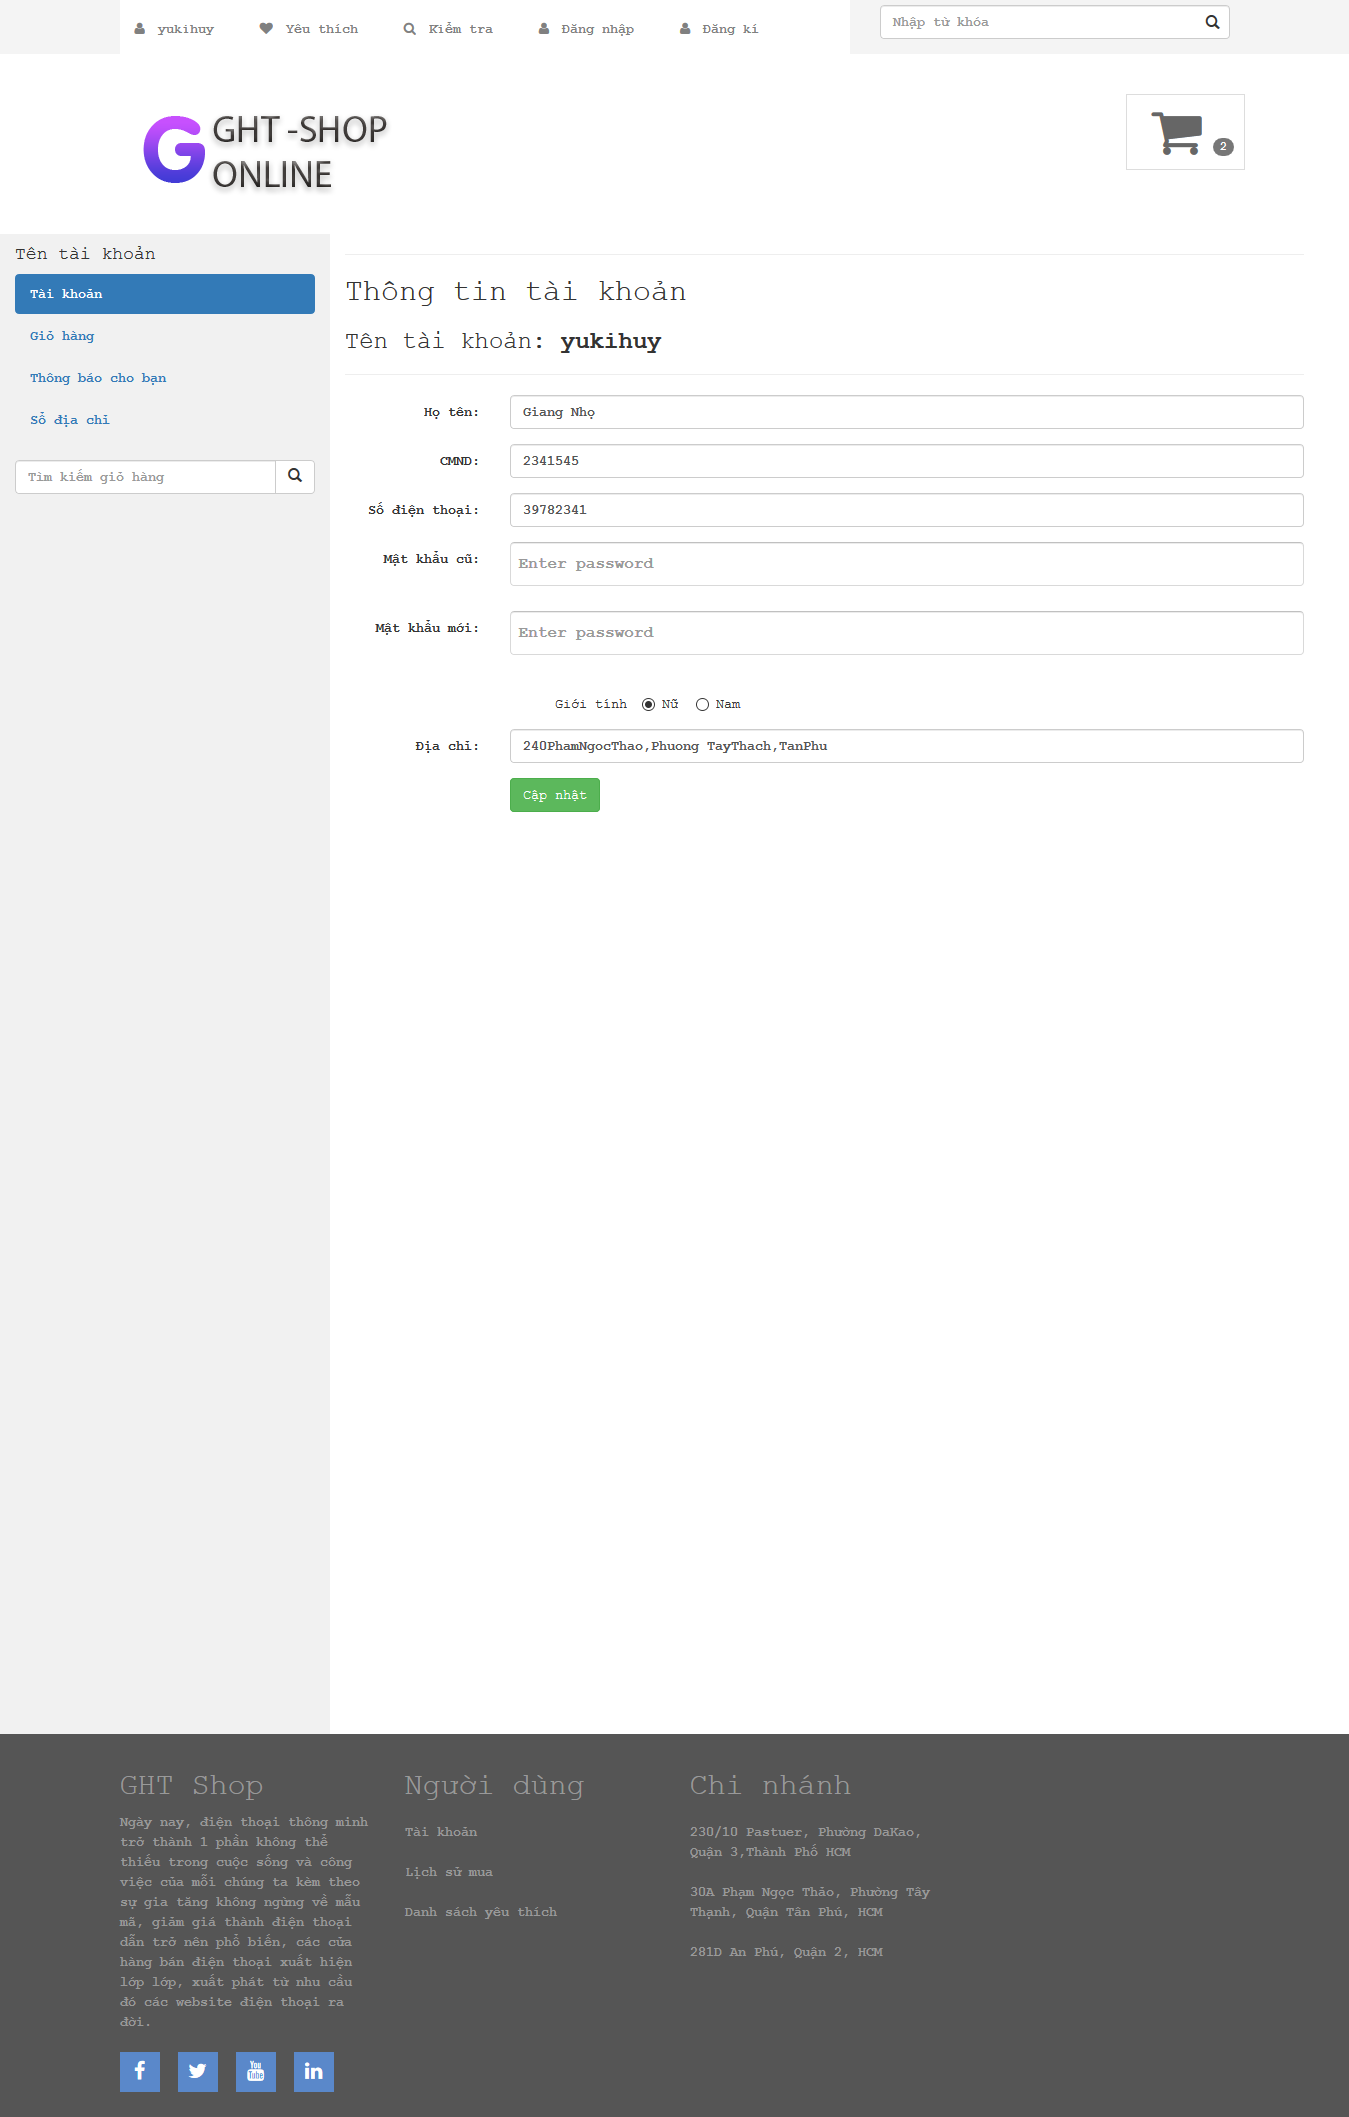 yukihuy
Yêu thích
Kiểm tra
Đăng nhập
Đăng kí
Nhập từ khóa
GHT -SHOP
ONLINE
2
Tên tài khoản
Tài khoản
Giỏ hàng
Thông báo cho bạn
Sổ địa chỉ
Tìm kiếm giỏ hàng
Thông tin tài khoản
Tên tài khoản: yukihuy
Họ tên: Giang Nhọ
CMND: 2341545
Số điện thoại: 39782341
Mật khẩu cũ: Enter password
Mật khẩu mới: Enter password
Giới tính Nữ Nam
Địa chỉ: 240PhamNgocThao,Phuong TayThach,TanPhu
Cập nhật
GHT Shop
Ngày nay, điện thoại thông minh
trở thành 1 phần không thể
thiếu trong cuộc sống và công
việc của mỗi chúng ta kèm theo
sự gia tăng không ngừng về mẫu
mã, giảm giá thành điện thoại
dẫn trở nên phổ biến, các cửa
hàng bán điện thoại xuất hiện
lớp lớp, xuất phát từ nhu cầu
đó các website điện thoại ra
đời.
Người dùng
Tài khoản
Lịch sử mua
Danh sách yêu thích
Chi nhánh
230/10 Pastuer, Phường DaKao,
Quận 3,Thành Phố HCM
30A Phạm Ngọc Thảo, Phường Tây
Thạnh, Quận Tân Phú, HCM
281D An Phú, Quận 2, HCM